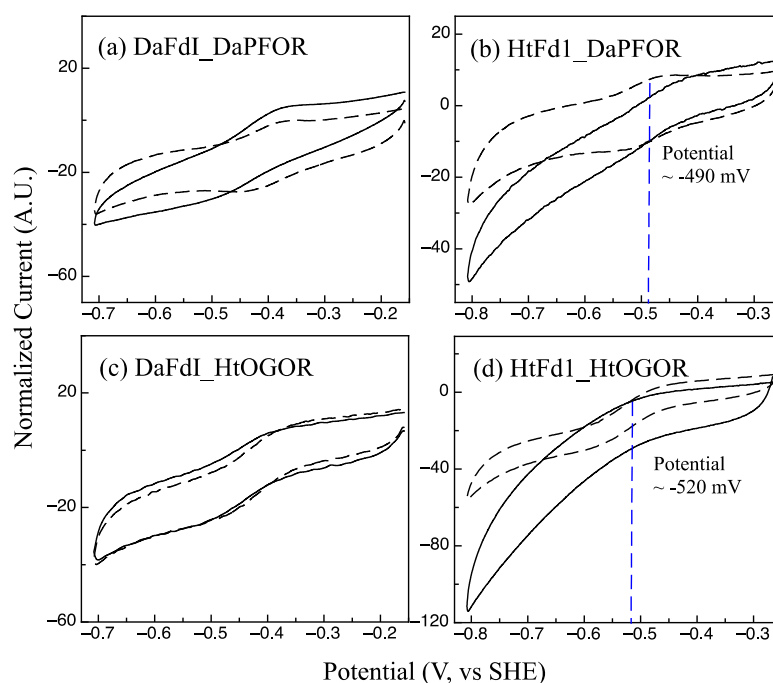 (a) DaFdI_DaPFOR
(b) HtFd1_DaPFOR
20
−20
−60
20
0
−20
−40
Potential
~ -490 mV
−0.7 −0.6 −0.5 −0.4 −0.3 −0.2
−0.8 −0.7 −0.6 −0.5 −0.4 −0.3
(c) DaFdI_HtOGOR
(d) HtFd1_HtOGOR
20
−20
−60
0
−40
−80
−120
Potential
~ -520 mV
−0.7 −0.6 −0.5 −0.4 −0.3 −0.2
−0.8 −0.7 −0.6 −0.5 −0.4 −0.3
Normalized Current (A.U.)
Potential (V, vs SHE)